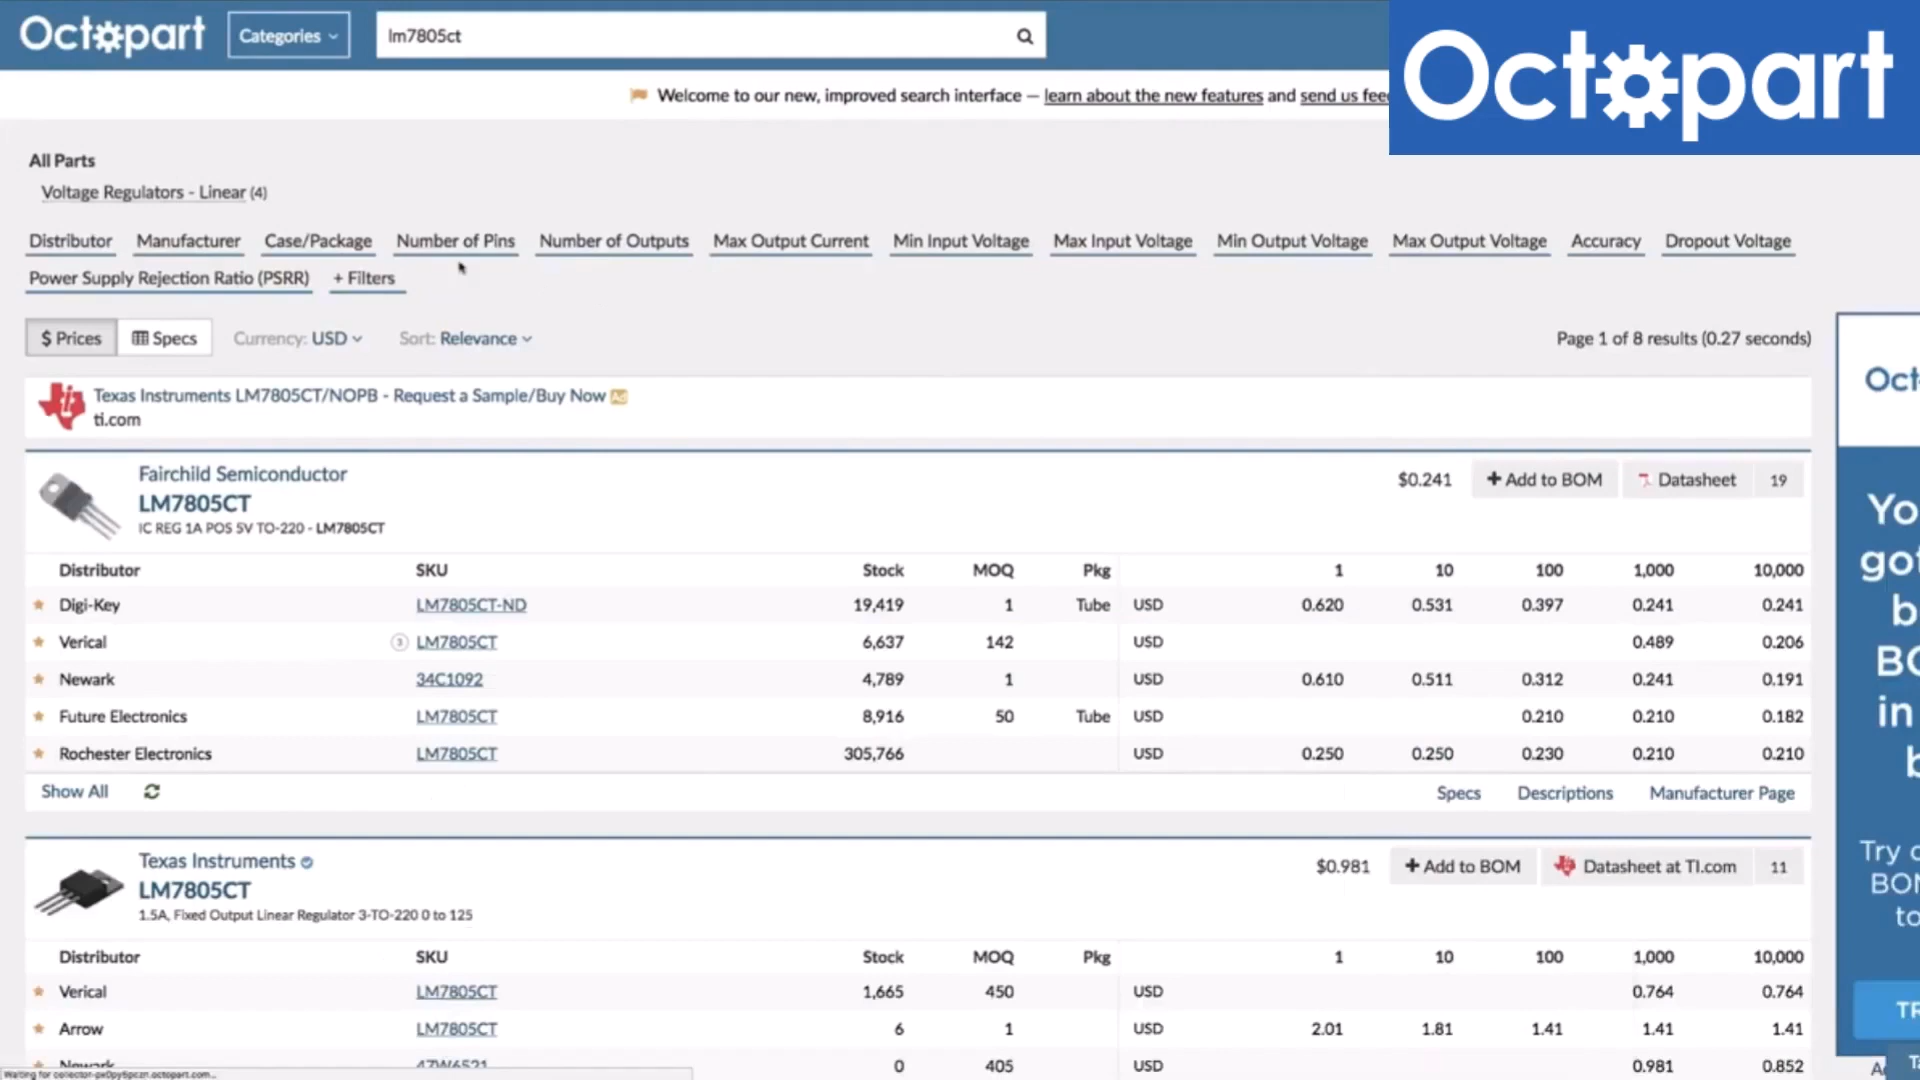 Octopart
Categories
lm7805ct
Octopart
Welcome to our new, improved search interface — learn about the new features and send us fee
All Parts
Voltage Regulators - Linear (4)
Distributor Manufacturer Case/Package Number of Pins Number of Outputs Max Output Current Min Input Voltage Max Input Voltage Min Output Voltage Max Output Voltage Accuracy Dropout Voltage
Power Supply Rejection Ratio (PSRR) + Filters
$ Prices Specs Currency: USD Sort: Relevance Page 1 of 8 results (0.27 seconds)
Texas Instruments LM7805CT/NOPB - Request a Sample/Buy Now Ad
ti.com
Fairchild Semiconductor
LM7805CT
IC REG 1A POS 5V TO-220 - LM7805CT
$0.241 + Add to BOM Datasheet 19
Distributor SKU Stock MOQ Pkg 1 10 100 1,000 10,000
Digi-Key LM7805CT-ND 19,419 1 Tube USD 0.620 0.531 0.397 0.241 0.241
Verical 3 LM7805CT 6,637 142 USD 0.489 0.206
Newark 34C1092 4,789 1 USD 0.610 0.511 0.312 0.241 0.191
Future Electronics LM7805CT 8,916 50 Tube USD 0.210 0.210 0.182
Rochester Electronics LM7805CT 305,766 USD 0.250 0.250 0.230 0.210 0.210
Show All Specs Descriptions Manufacturer Page
Texas Instruments
LM7805CT
1.5A, Fixed Output Linear Regulator 3-TO-220 0 to 125
$0.981 + Add to BOM Datasheet at TI.com 11
Distributor SKU Stock MOQ Pkg 1 10 100 1,000 10,000
Verical LM7805CT 1,665 450 USD 0.764 0.764
Arrow LM7805CT 6 1 USD 2.01 1.81 1.41 1.41 1.41
Newark 47W6521 0 405 USD 0.981 0.852
Oct
Yo
got
b
BO
in
b
Try
BOM
to
TR